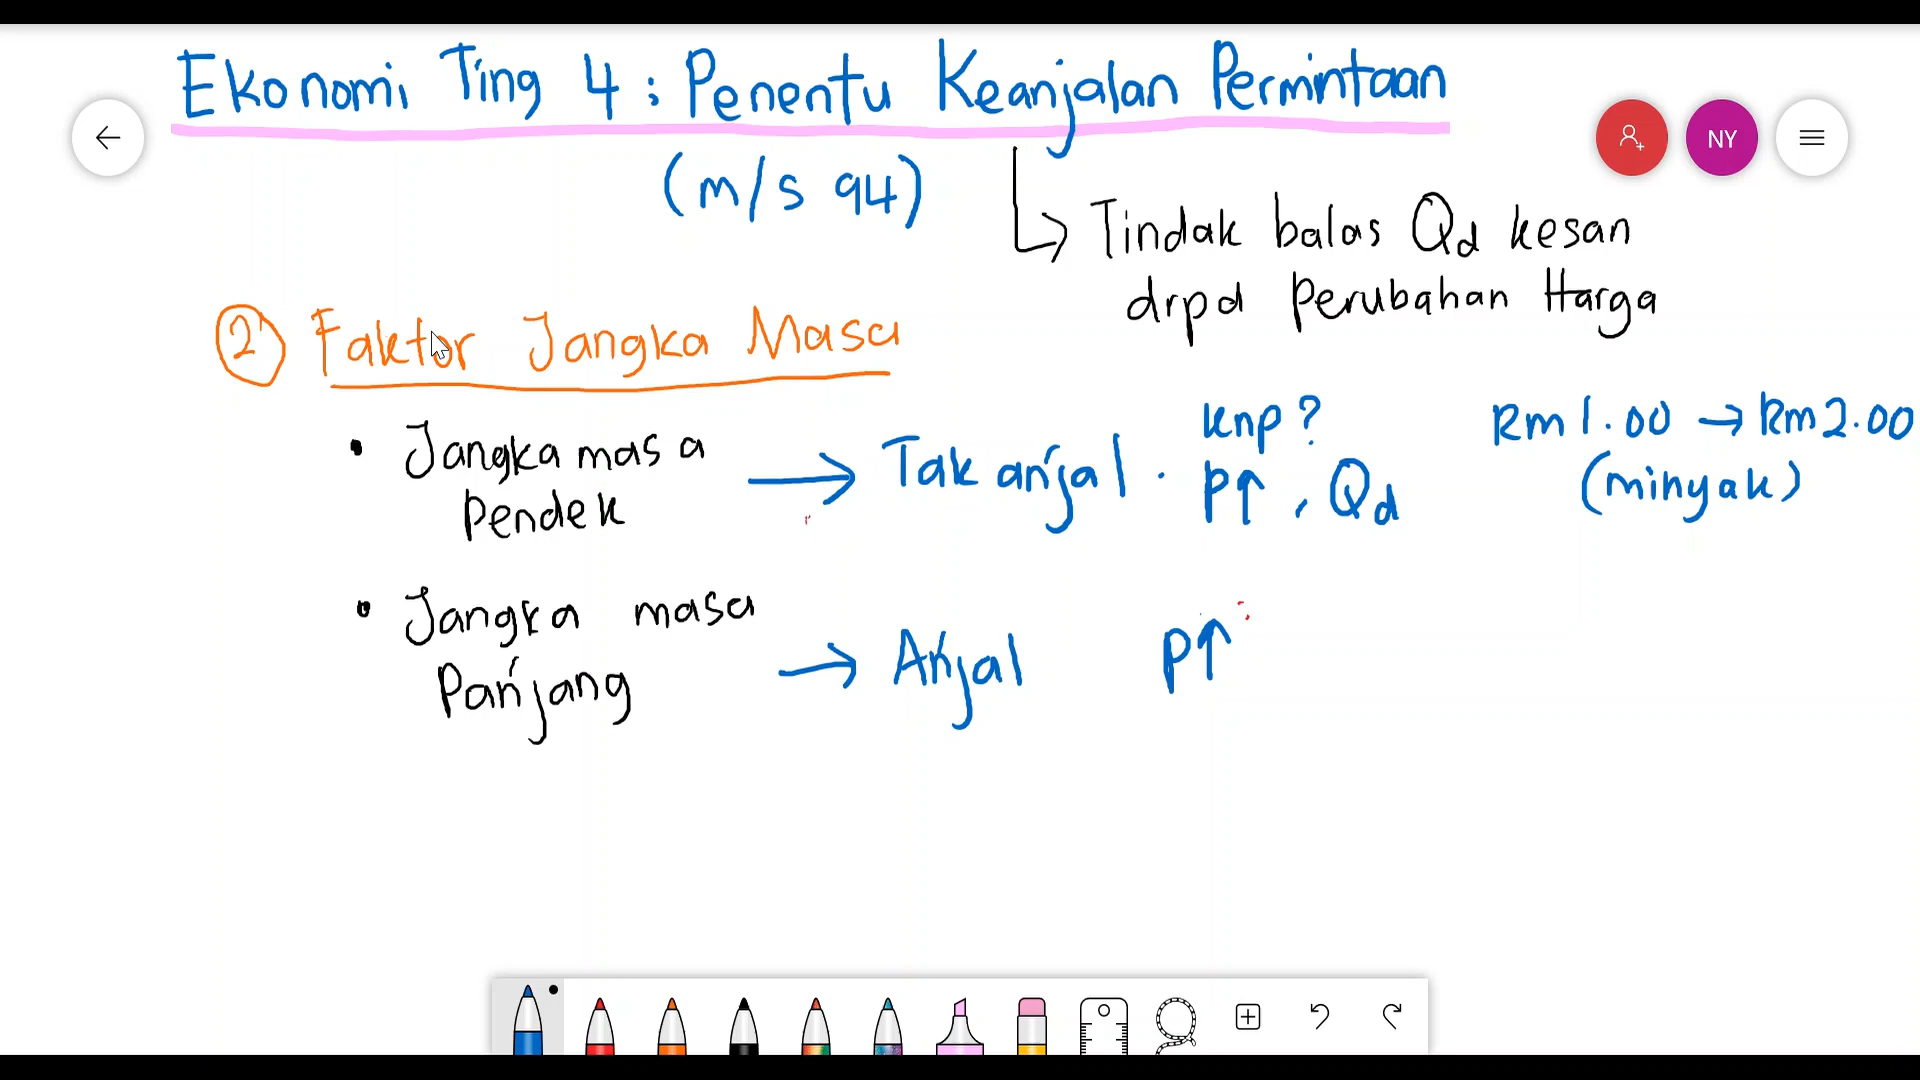 Ekonomi Ting 4 : Penentu Keanjalan Permintaan
(m/s 94)
NY
Tindak balas Qd kesan
drpd Perubahan Harga
2 Faktor Jangka Masa
• Jangka masa
Pendek
→ Tak anjal .
knp ?
P↑ , Qd
Rm 1.00 → Rm 2.00
(minyak)
• Jangka masa
Panjang
→ Anjal
P↑